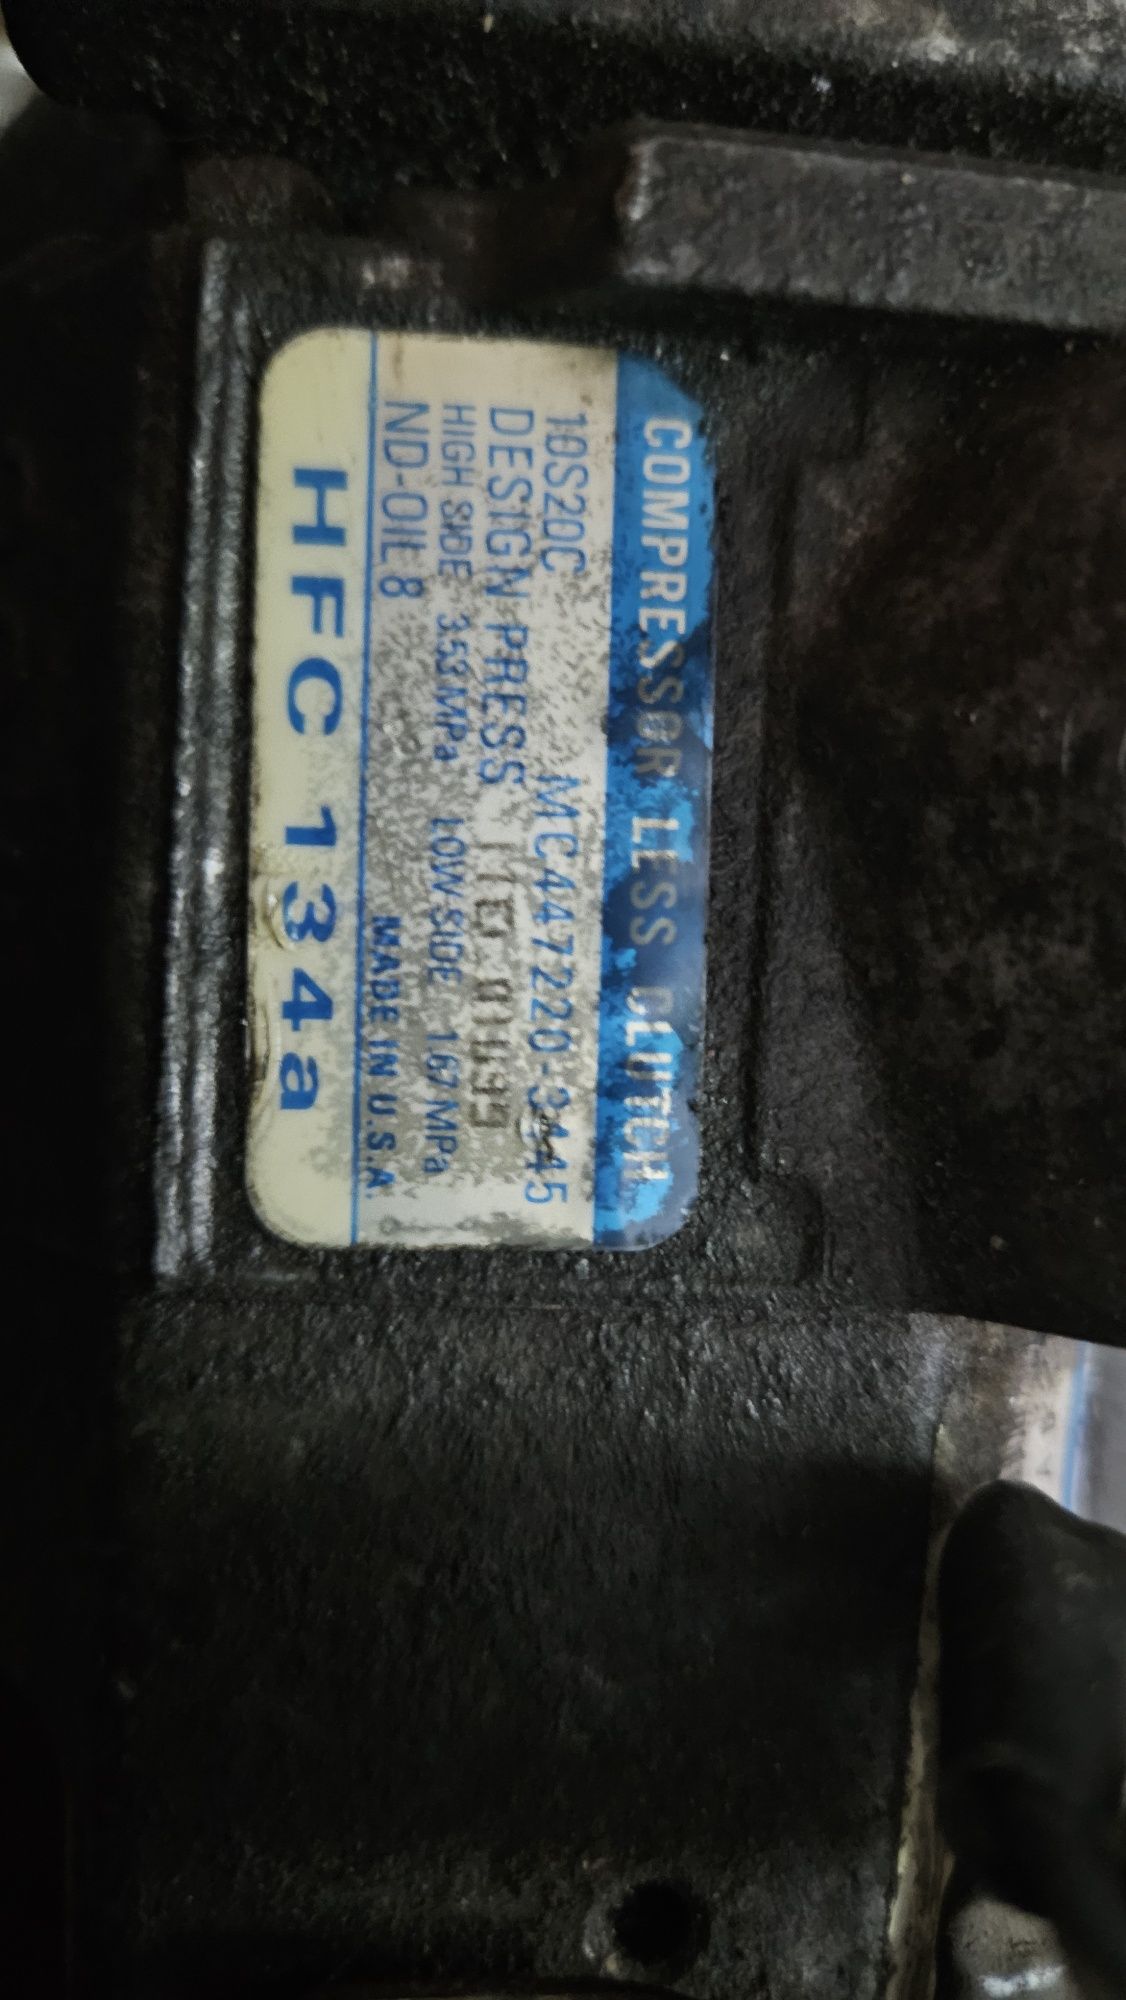 COMPRESSOR LESS CLUTCH
10S20C MC447220-3445
DESIGN PRESS
HIGH SIDE 3.53 MPa LOW SIDE 1.67 MPa
ND-OIL 8 MADE IN U.S.A.
HFC 134a